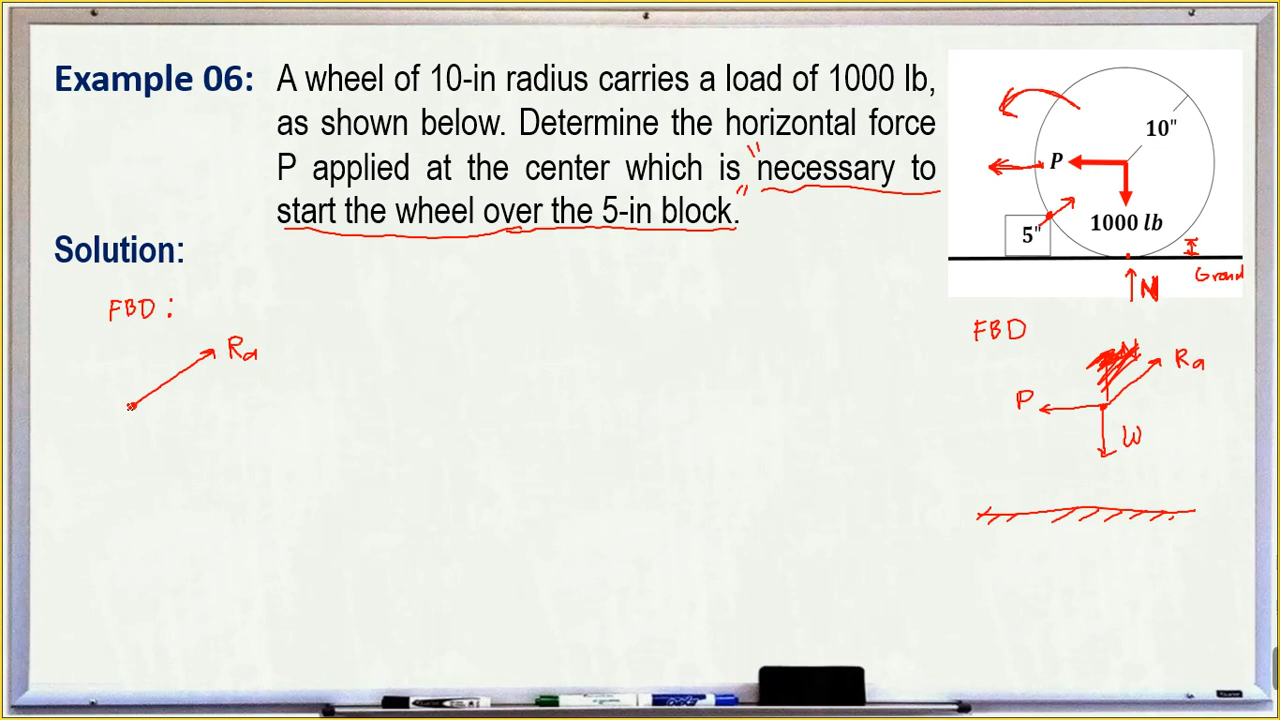 Example 06: A wheel of 10-in radius carries a load of 1000 lb,
as shown below. Determine the horizontal force
P applied at the center which is "necessary to
start the wheel over the 5-in block."
Solution:
10"
P
1000 lb
5"
N
FBD:
Ra
FBD
Ra
P
W